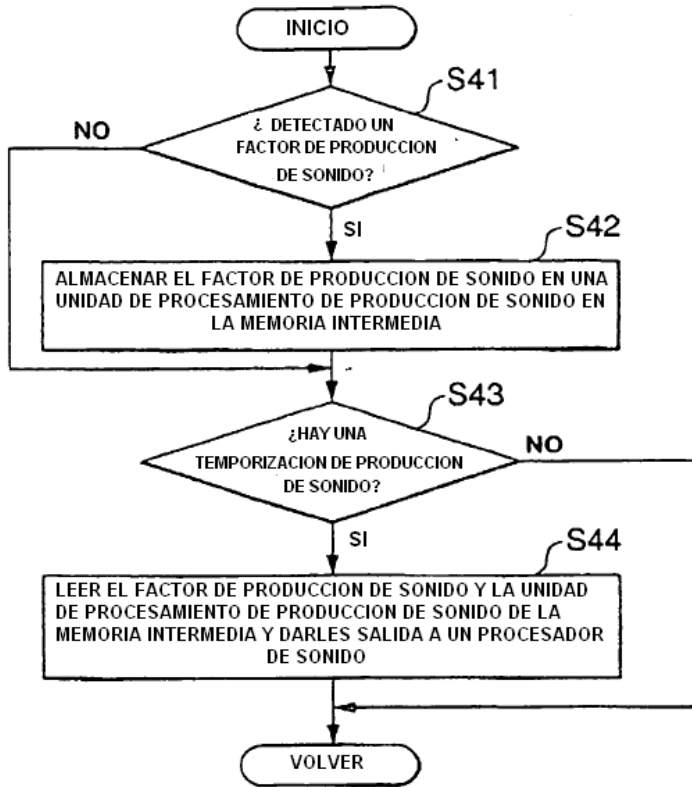 INICIO
S41
NO
¿ DETECTADO UN
FACTOR DE PRODUCCION
DE SONIDO?
SI
S42
ALMACENAR EL FACTOR DE PRODUCCION DE SONIDO EN UNA
UNIDAD DE PROCESAMIENTO DE PRODUCCION DE SONIDO EN
LA MEMORIA INTERMEDIA
S43
¿HAY UNA
NO
TEMPORIZACION DE PRODUCCION
DE SONIDO?
SI
S44
LEER EL FACTOR DE PRODUCCION DE SONIDO Y LA UNIDAD
DE PROCESAMIENTO DE PRODUCCION DE SONIDO DE LA
MEMORIA INTERMEDIA Y DARLES SALIDA A UN PROCESADOR
DE SONIDO
VOLVER